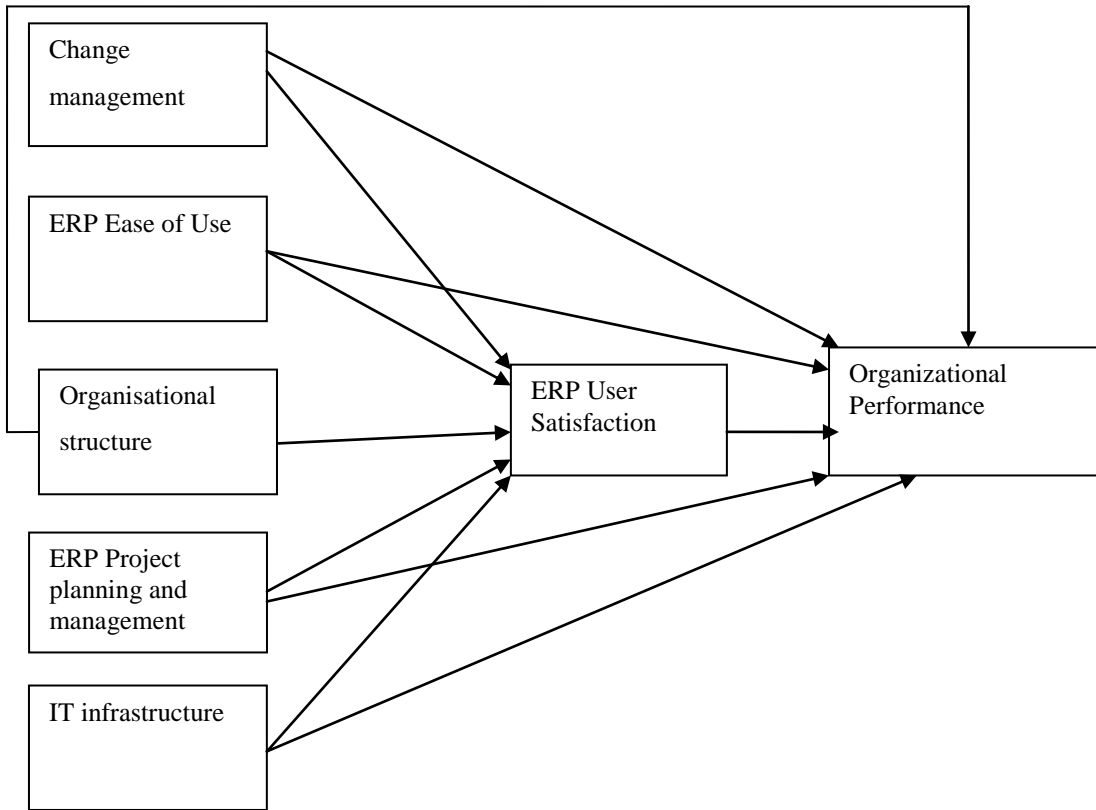 Change
management
ERP Ease of Use
Organisational
structure
ERP User
Satisfaction
Organizational
Performance
ERP Project
planning and
management
IT infrastructure